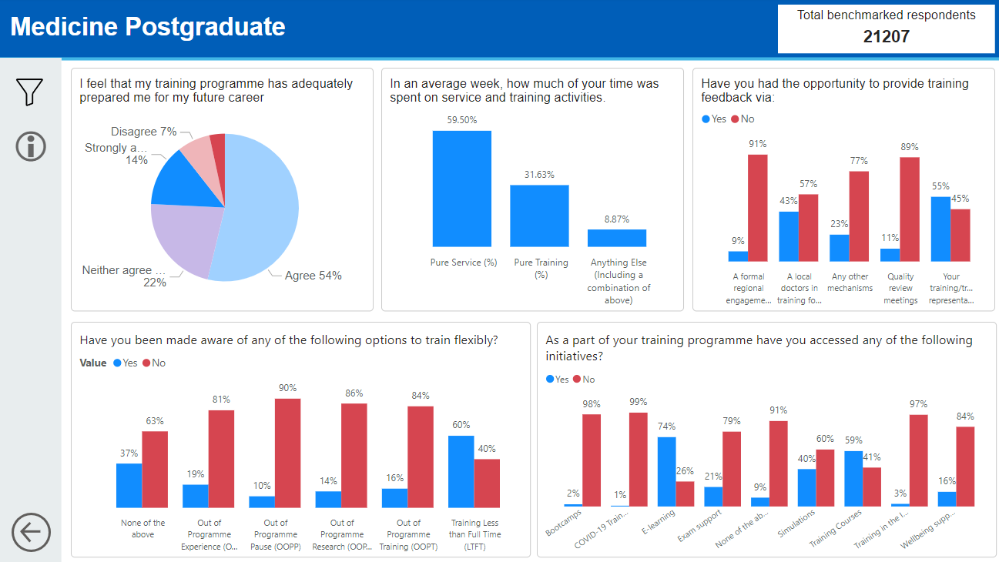 Medicine Postgraduate
Total benchmarked respondents
21207
I feel that my training programme has adequately
prepared me for my future career
Disagree 7%
Strongly a...
14%
Neither agree ...
22%
Agree 54%
In an average week, how much of your time was
spent on service and training activities.
59.50%
31.63%
8.87%
Pure Service (%)
Pure Training
(%)
Anything Else
(Including a
combination of
above)
Have you had the opportunity to provide training
feedback via:
Yes No
91%
89%
77%
57%
55%
43%
45%
23%
9%
11%
A formal
regional
engageme...
A local
doctors in
training fo...
Any other
mechanisms
Quality
review
meetings
Your
training/tr...
representa...
Have you been made aware of any of the following options to train flexibly?
Value Yes No
37%
63%
19%
81%
10%
90%
14%
86%
16%
84%
60%
40%
None of the
above
Out of
Programme
Experience (O...
Out of
Programme
Pause (OOPP)
Out of
Programme
Research (OOP...
Out of
Programme
Training (OOPT)
Training Less
than Full Time
(LTFT)
As a part of your training programme have you accessed any of the following
initiatives?
Yes No
2%
98%
1%
99%
74%
26%
21%
79%
9%
91%
40%
60%
59%
41%
3%
97%
16%
84%
Bootcamps
COVID-19 Train...
E-learning
Exam support
None of the ab...
Simulations
Training Courses
Training in the I...
Wellbeing supp...